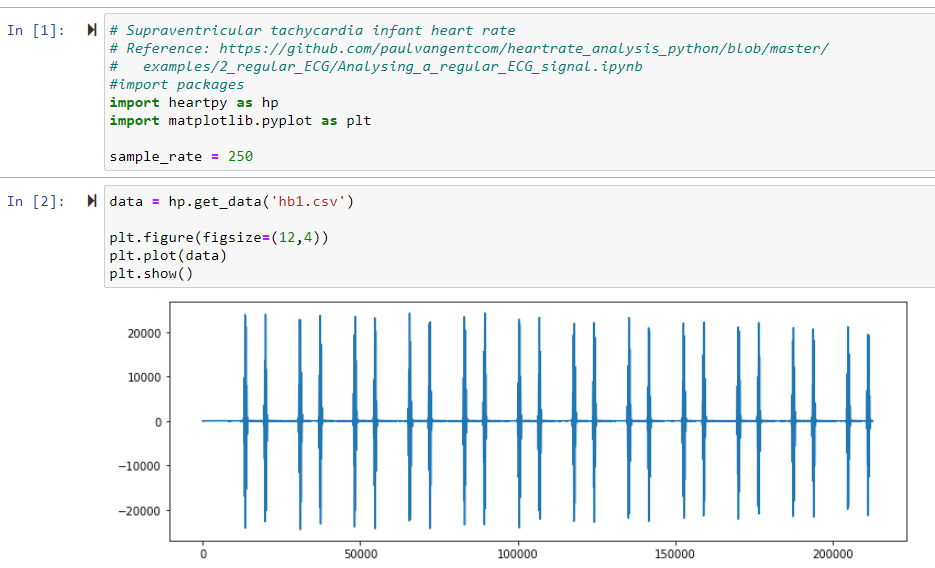 In [1]:
# Supraventricular tachycardia infant heart rate
# Reference: https://github.com/paulvangentcom/heartrate_analysis_python/blob/master/
#   examples/2_regular_ECG/Analysing_a_regular_ECG_signal.ipynb
#import packages
import heartpy as hp
import matplotlib.pyplot as plt
sample_rate = 250
In [2]:
data = hp.get_data('hb1.csv')
plt.figure(figsize=(12,4))
plt.plot(data)
plt.show()
20000
10000
0
−10000
−20000
0 50000 100000 150000 200000